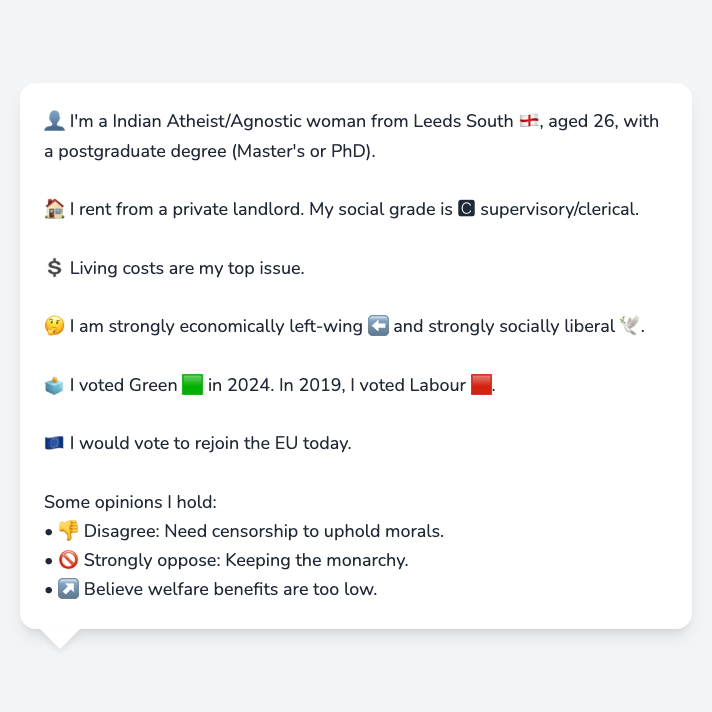 👤 I'm a Indian Atheist/Agnostic woman from Leeds South 🏴󠁧󠁢󠁥󠁮󠁧󠁿, aged 26, with
a postgraduate degree (Master's or PhD).
🏠 I rent from a private landlord. My social grade is 🅲 supervisory/clerical.
💲 Living costs are my top issue.
🤔 I am strongly economically left-wing ⬅️ and strongly socially liberal 🕊️.
🗳️ I voted Green 🟩 in 2024. In 2019, I voted Labour 🟥.
🇪🇺 I would vote to rejoin the EU today.
Some opinions I hold:
• 👎 Disagree: Need censorship to uphold morals.
• 🚫 Strongly oppose: Keeping the monarchy.
• ↗️ Believe welfare benefits are too low.